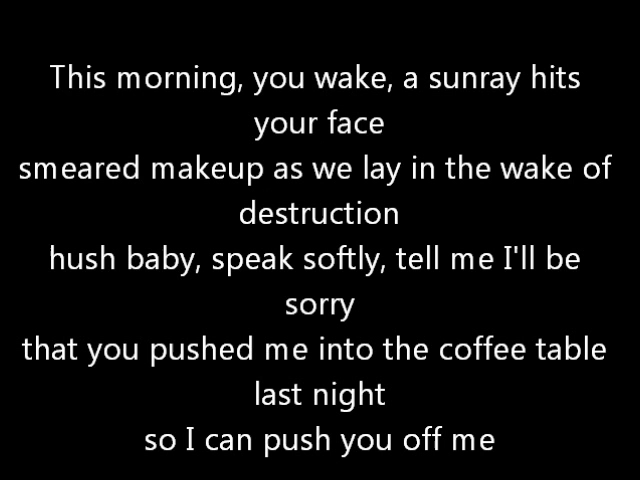 This morning, you wake, a sunray hits
your face
smeared makeup as we lay in the wake of
destruction
hush baby, speak softly, tell me I'll be
sorry
that you pushed me into the coffee table
last night
so I can push you off me